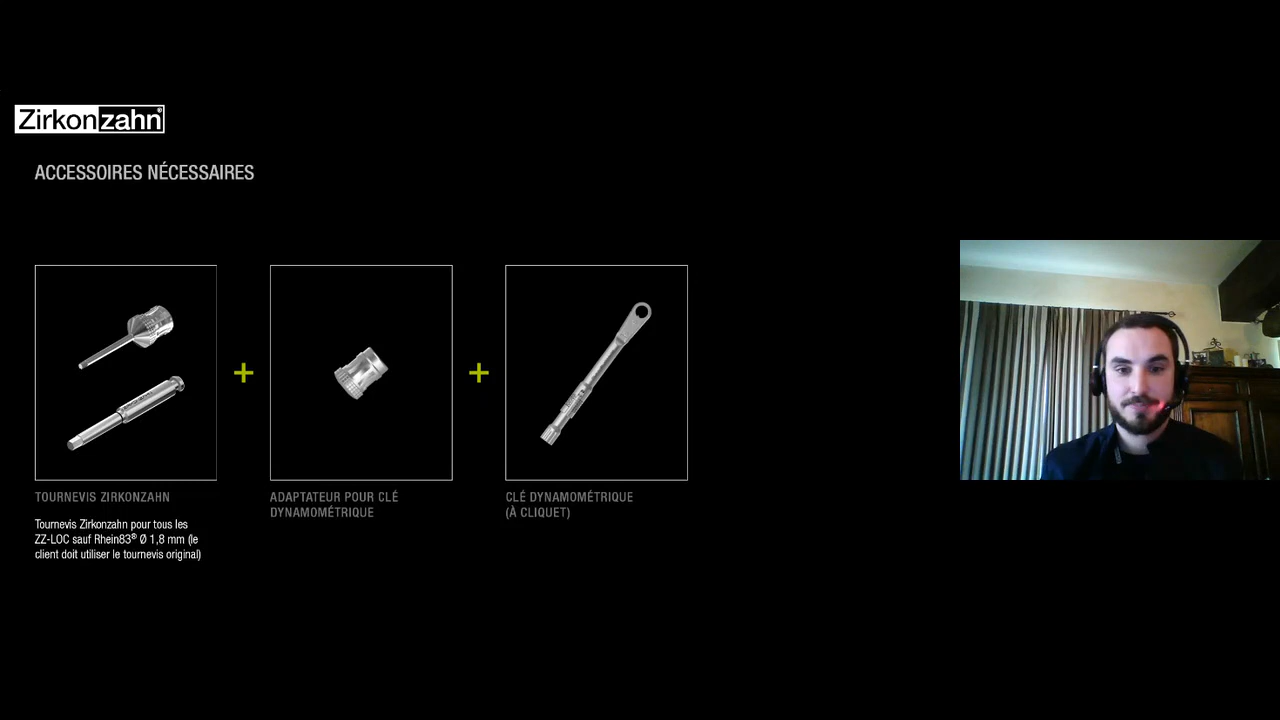 Zirkonzahn®
ACCESSOIRES NÉCESSAIRES
TOURNEVIS ZIRKONZAHN
Tournevis Zirkonzahn pour tous les
ZZ-LOC sauf Rhein83® Ø 1,8 mm (le
client doit utiliser le tournevis original)
ADAPTATEUR POUR CLÉ
DYNAMOMÉTRIQUE
CLÉ DYNAMOMÉTRIQUE
(À CLIQUET)